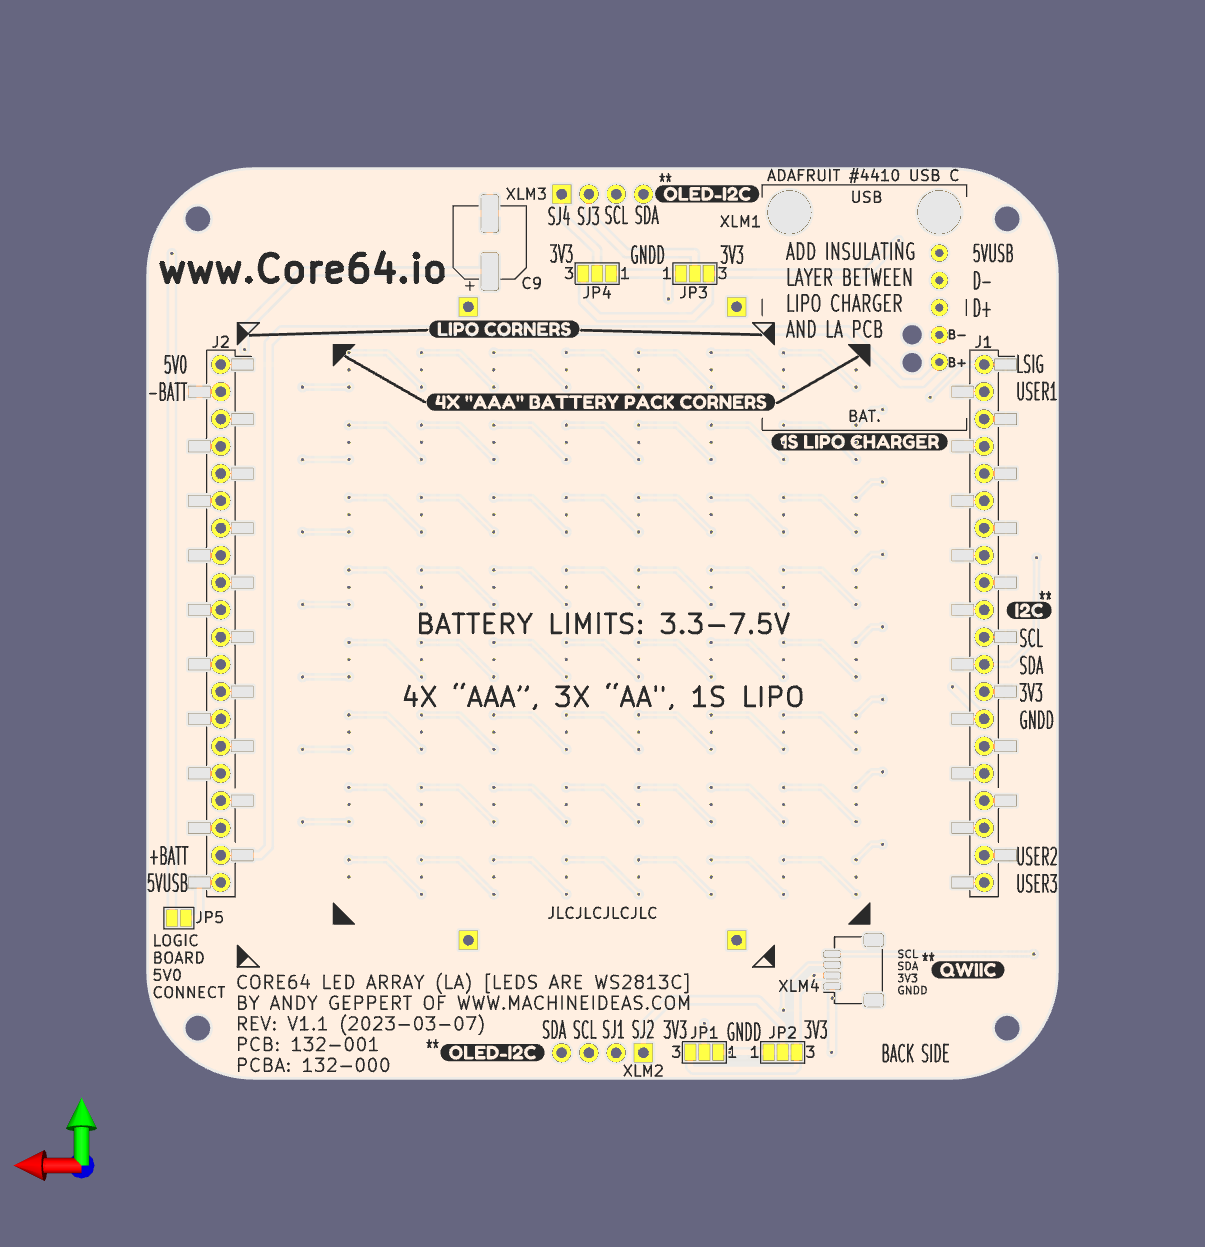 ADAFRUIT #4410 USB C
USB
XLM3
**
OLED-I2C
SJ4 SJ3 SCL SDA
XLM1
3V3 GNDD 3V3
3 1 1 3
JP4 JP3
ADD INSULATING
LAYER BETWEEN
LIPO CHARGER
AND LA PCB
5VUSB
D-
D+
B-
B+
www.Core64.io
+
C9
LIPO CORNERS
4X "AAA" BATTERY PACK CORNERS
BAT.
1S LIPO CHARGER
J2
5V0
-BATT
+BATT
5VUSB
J1
LSIG
USER1
**
I2C
SCL
SDA
3V3
GNDD
USER2
USER3
BATTERY LIMITS: 3.3-7.5V
4X "AAA", 3X "AA", 1S LIPO
JLCJLCJLCJLC
JP5
LOGIC
BOARD
5V0
CONNECT
CORE64 LED ARRAY (LA) [LEDS ARE WS2813C]
BY ANDY GEPPERT OF WWW.MACHINEIDEAS.COM
REV: V1.1 (2023-03-07)
PCB: 132-001
PCBA: 132-000
XLM4
SCL
SDA
3V3
GNDD
**
QWIIC
SDA SCL SJ1 SJ2 3V3 JP1 GNDD JP2 3V3
**
OLED-I2C
3 1 1 3
XLM2
BACK SIDE